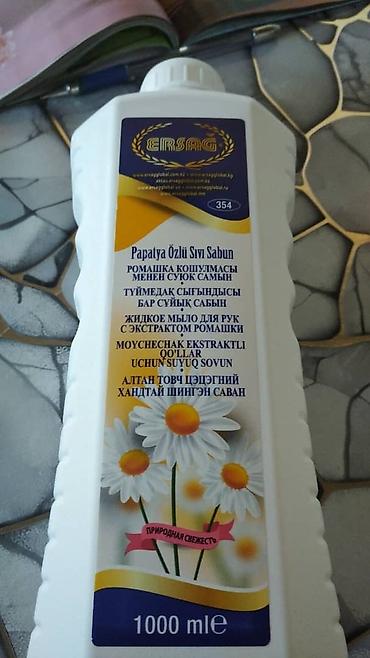 ERSAĞ
354
Papatya Özlü Sıvı Sabun
РОМАШКА КОШУЛМАСЫ
МЕНЕН СУЮК САМЫН
ТҮЙМЕДАҚ СЫҒЫНДЫСЫ
БАР СҰЙЫҚ САБЫН
ЖИДКОЕ МЫЛО ДЛЯ РУК
С ЭКСТРАКТОМ РОМАШКИ
MOYCHECHAK EKSTRAKTLI
QO'LLAR
UCHUN SUYUQ SOVUN
АЛТАН ТОВЧ ЦЭЦЭГНИЙ
ХАНДТАЙ ШИНГЭН САВАН
ПРИРОДНАЯ СВЕЖЕСТЬ
1000 ml℮